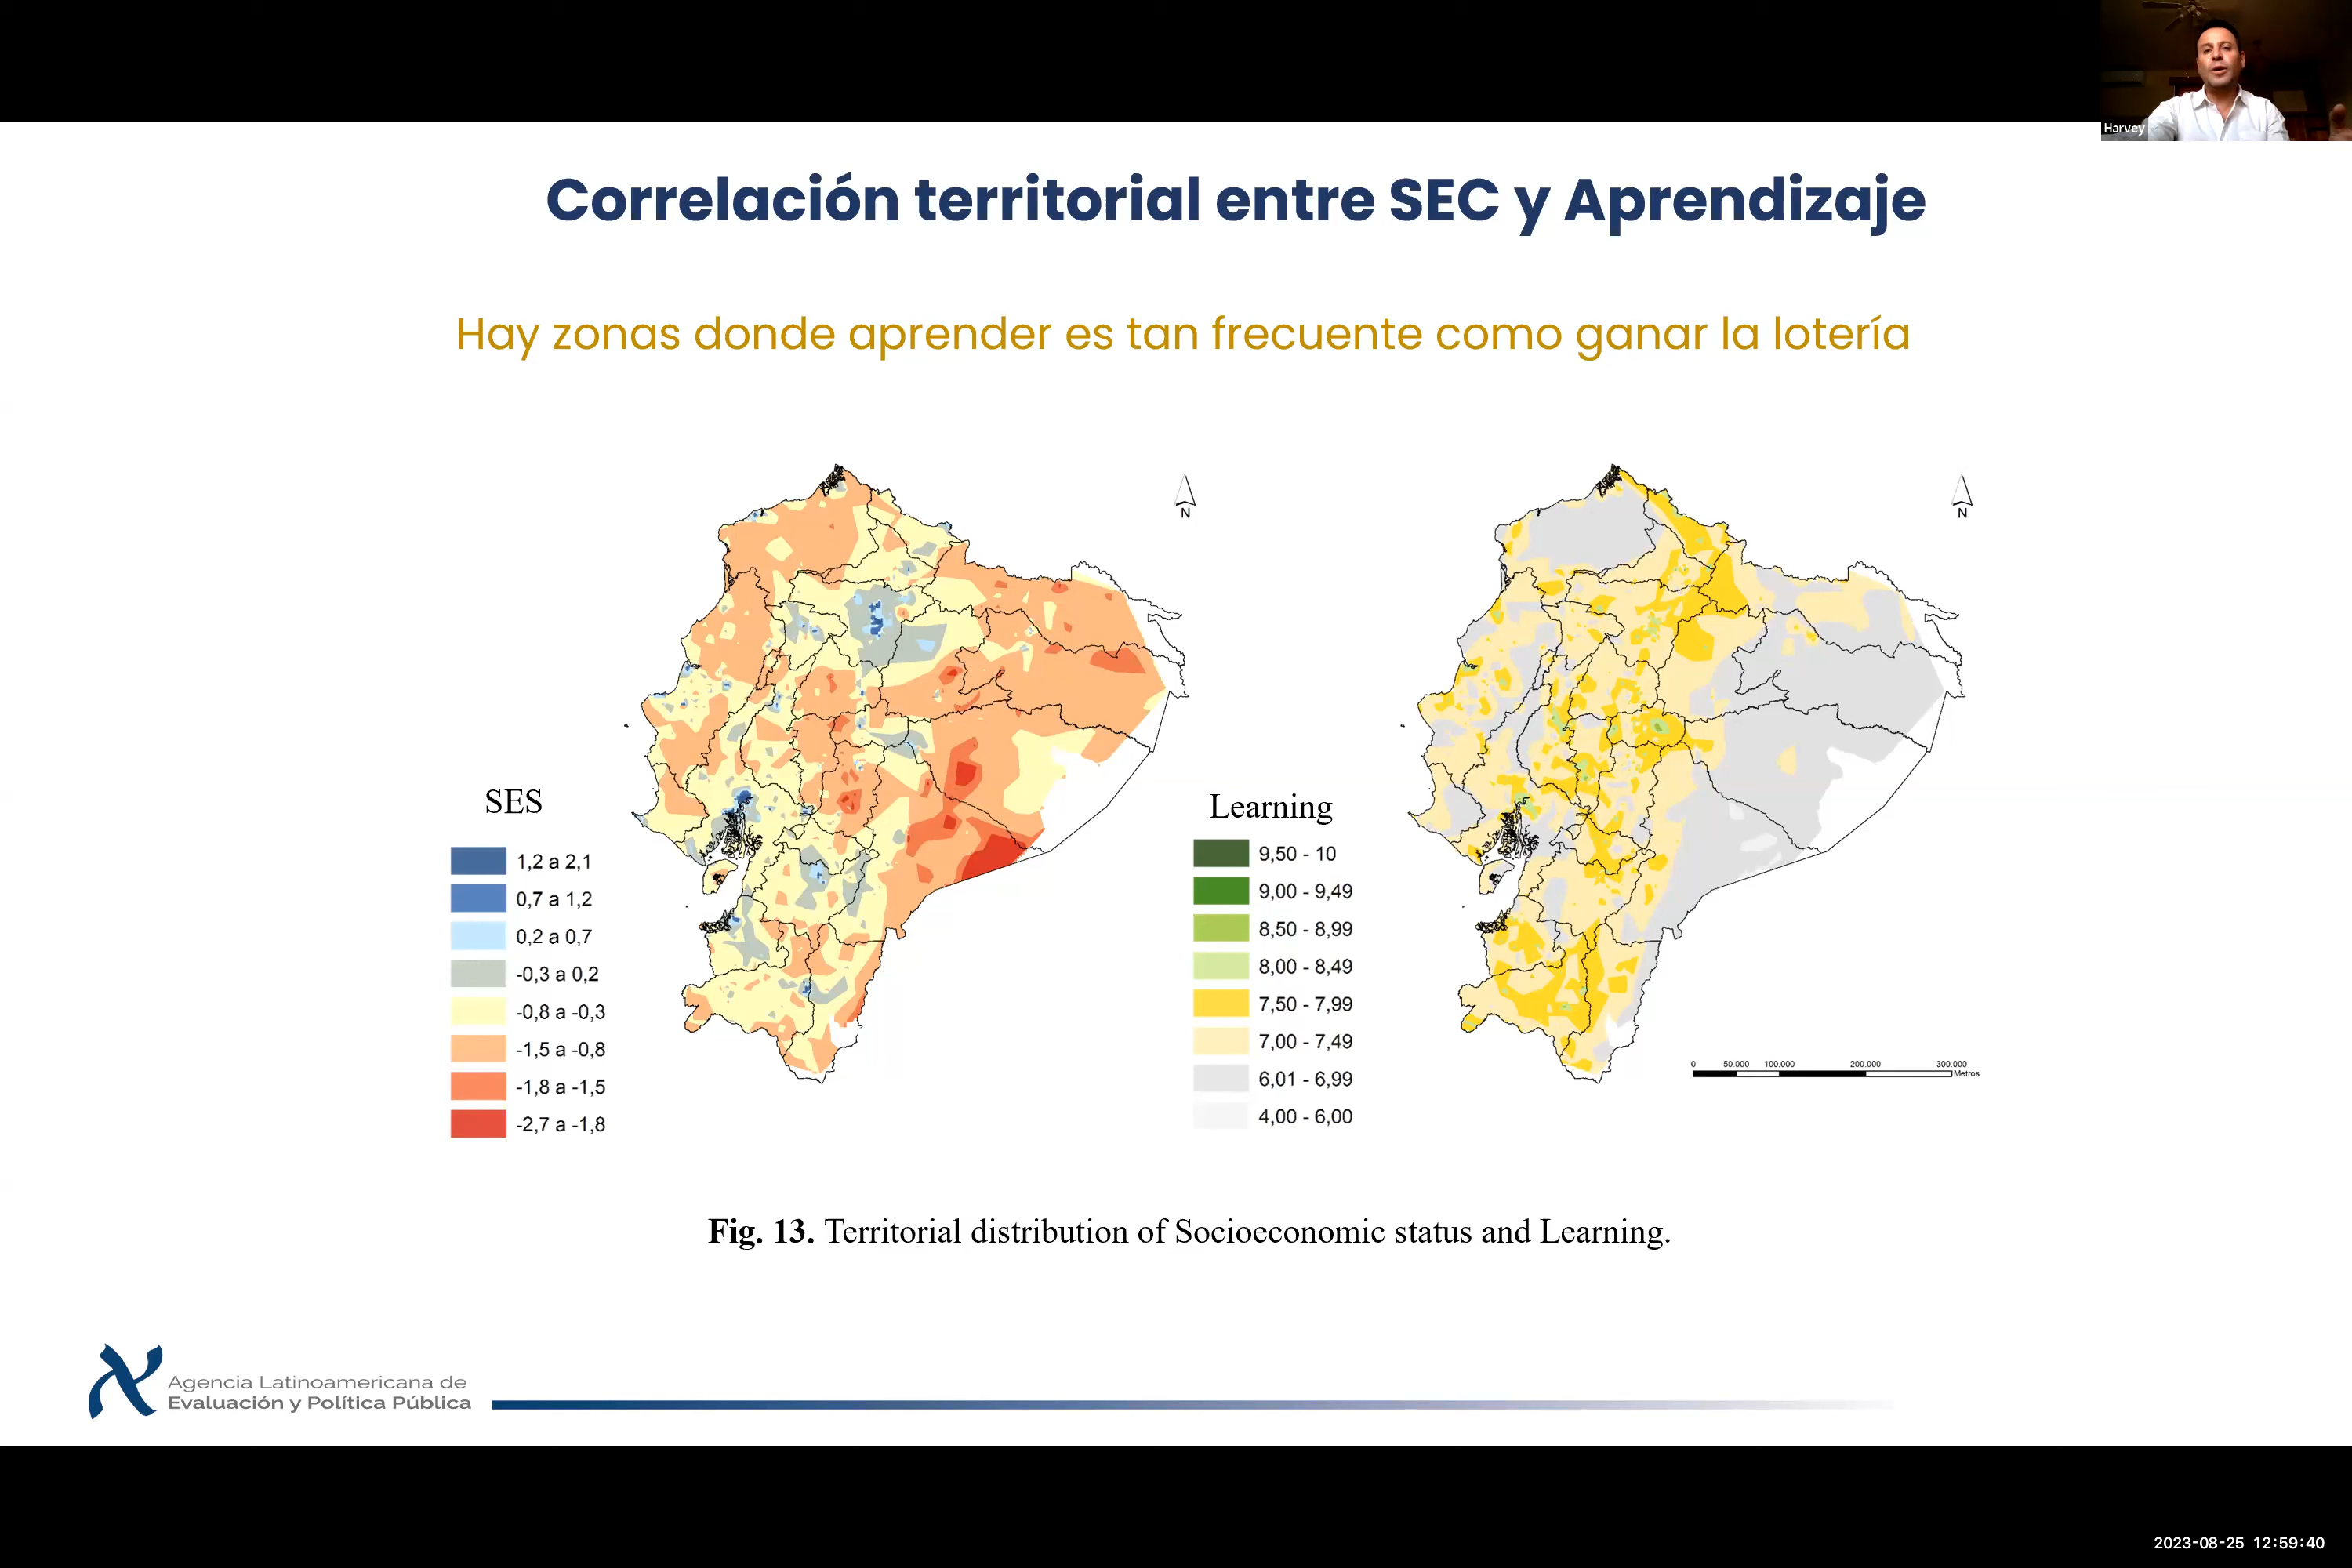 Harvey
Correlación territorial entre SEC y Aprendizaje
Hay zonas donde aprender es tan frecuente como ganar la lotería
N
N
SES
1,2 a 2,1
0,7 a 1,2
0,2 a 0,7
-0,3 a 0,2
-0,8 a -0,3
-1,5 a -0,8
-1,8 a -1,5
-2,7 a -1,8
Learning
9,50 - 10
9,00 - 9,49
8,50 - 8,99
8,00 - 8,49
7,50 - 7,99
7,00 - 7,49
6,01 - 6,99
4,00 - 6,00
0 50.000 100.000 200.000 300.000
Metros
Fig. 13. Territorial distribution of Socioeconomic status and Learning.
Agencia Latinoamericana de
Evaluación y Política Pública
2023-08-25 12:59:40